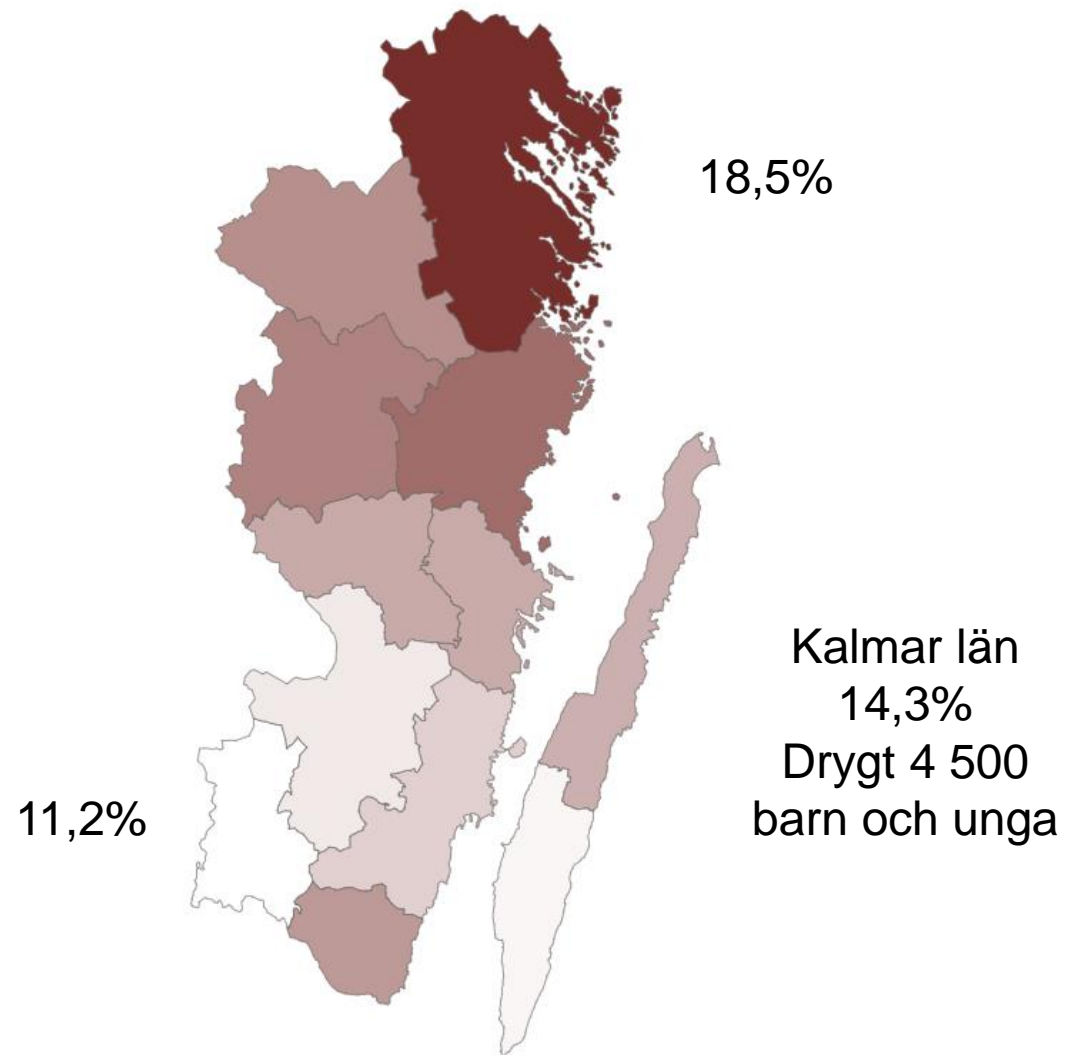 18,5%
Kalmar län
14,3%
Drygt 4 500
barn och unga
11,2%